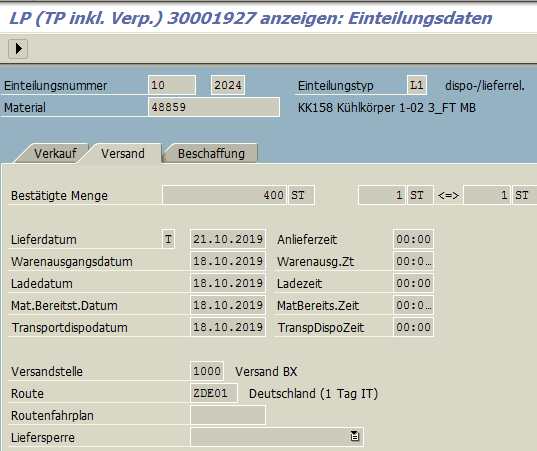 LP (TP inkl. Verp.) 30001927 anzeigen: Einteilungsdaten
Einteilungsnummer 10 2024 Einteilungstyp L1 dispo-/lieferrel.
Material 48859 KK158 Kühlkörper 1-02 3_FT MB
Verkauf Versand Beschaffung
Bestätigte Menge 400 ST 1 ST <=> 1 ST
Lieferdatum T 21.10.2019 Anlieferzeit 00:00
Warenausgangsdatum 18.10.2019 Warenausg.Zt 00:0…
Ladedatum 18.10.2019 Ladezeit 00:00
Mat.Bereitst.Datum 18.10.2019 MatBereits.Zeit 00:0…
Transportdispodatum 18.10.2019 TranspDispoZeit 00:00
Versandstelle 1000 Versand BX
Route ZDE01 Deutschland (1 Tag IT)
Routenfahrplan
Liefersperre